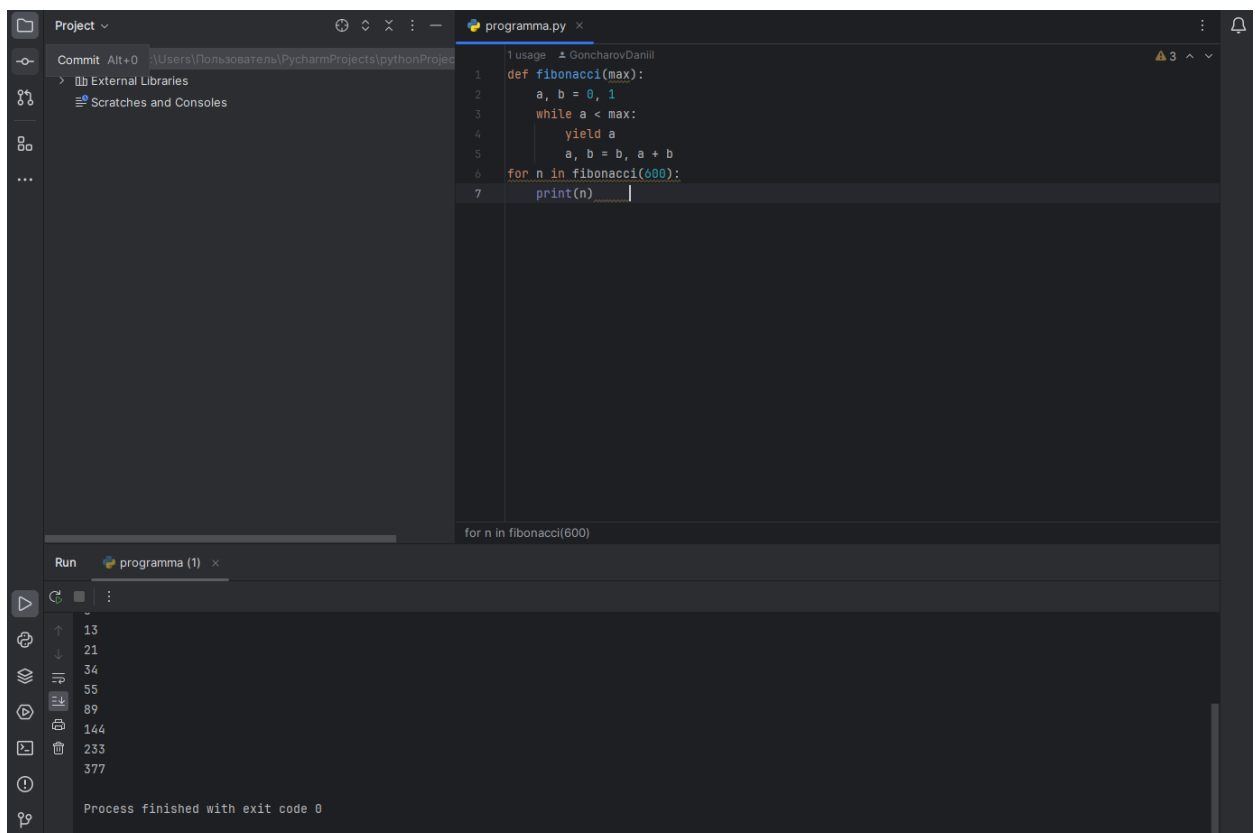 Project
programma.py
Commit Alt+0 :\Users\Пользователь\PycharmProjects\pythonProjec
External Libraries
Scratches and Consoles
1 usage GoncharovDaniil
3
1 def fibonacci(max):
2 a, b = 0, 1
3 while a < max:
4 yield a
5 a, b = b, a + b
6 for n in fibonacci(600):
7 print(n)
for n in fibonacci(600)
Run programma (1)
13
21
34
55
89
144
233
377
Process finished with exit code 0